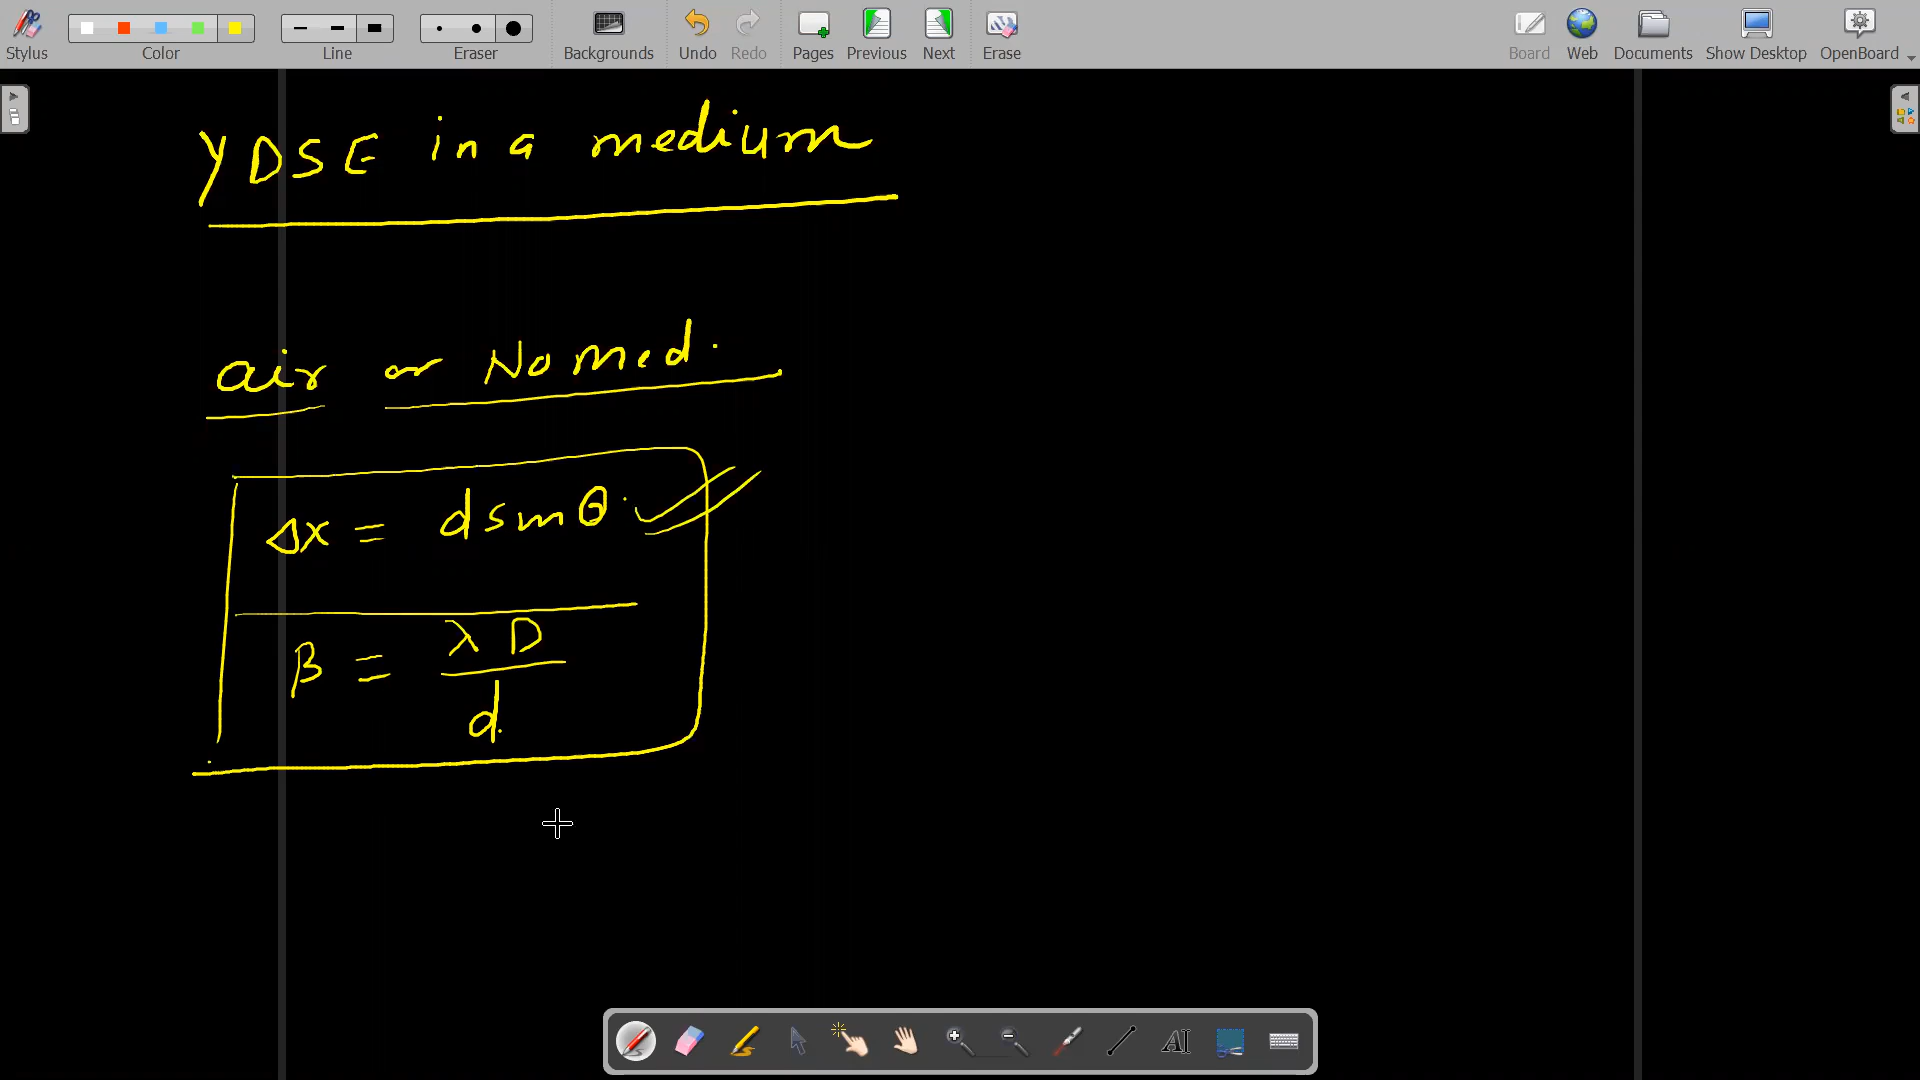 Stylus Color Line Eraser Backgrounds Undo Redo Pages Previous Next Erase Board Web Documents Show Desktop OpenBoard
YDSE in a medium
air or No med.
Δx = d sinθ
β = λD
d
AI